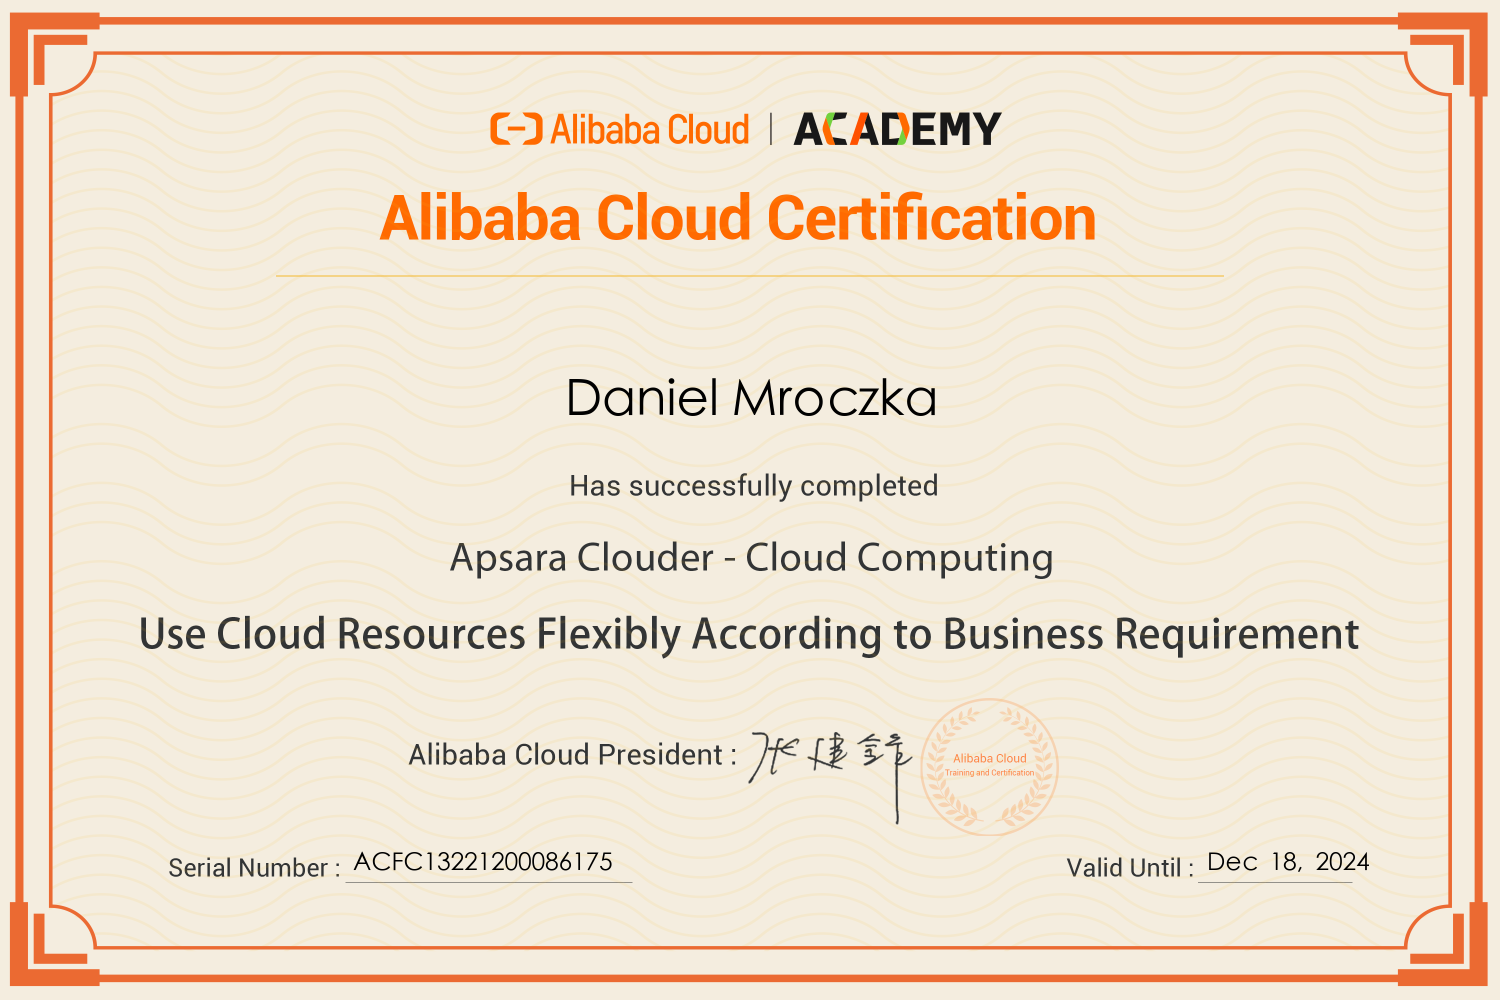 Alibaba Cloud | ACADEMY
Alibaba Cloud Certification
Daniel Mroczka
Has successfully completed
Apsara Clouder - Cloud Computing
Use Cloud Resources Flexibly According to Business Requirement
Alibaba Cloud President : 张建锋
Alibaba Cloud
Training and Certification
Serial Number : ACFC13221200086175
Valid Until : Dec 18, 2024